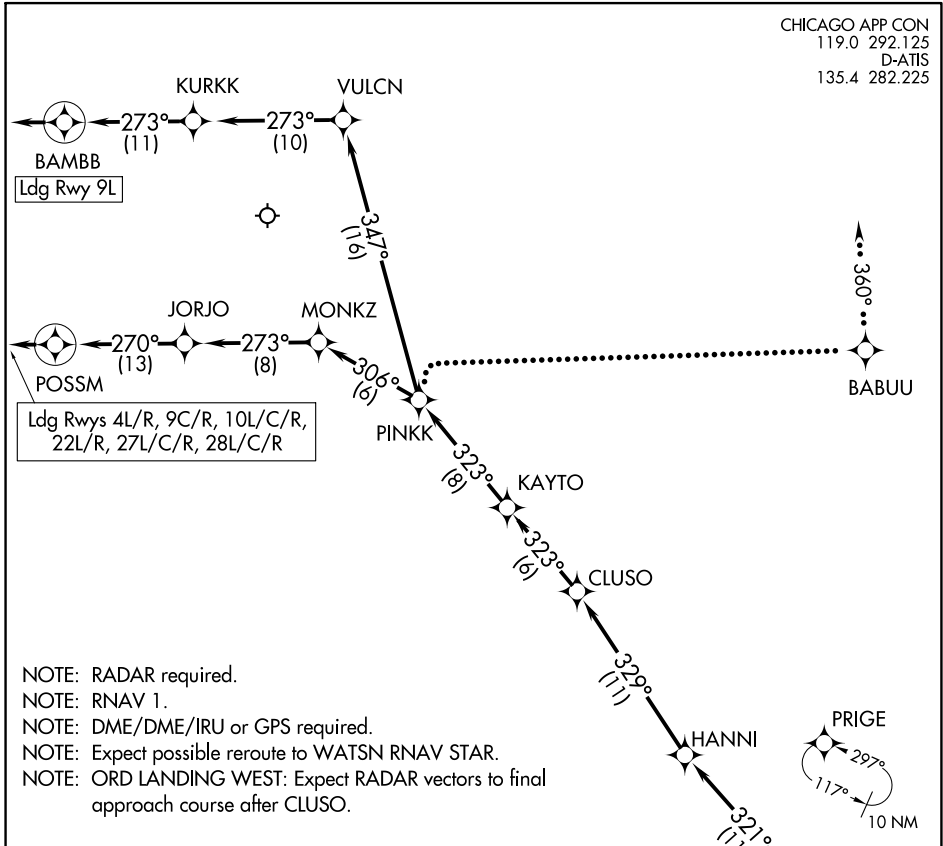 CHICAGO APP CON
119.0 292.125
D-ATIS
135.4 282.225
KURKK
VULCN
273°
(11)
273°
(10)
BAMBB
Ldg Rwy 9L
347°
(16)
360°
JORJO
MONKZ
270°
(13)
273°
(8)
306°
(6)
POSSM
BABUU
Ldg Rwys 4L/R, 9C/R, 10L/C/R,
22L/R, 27L/C/R, 28L/C/R
PINKK
323°
(8)
KAYTO
323°
(6)
CLUSO
329°
(11)
NOTE: RADAR required.
NOTE: RNAV 1.
NOTE: DME/DME/IRU or GPS required.
NOTE: Expect possible reroute to WATSN RNAV STAR.
NOTE: ORD LANDING WEST: Expect RADAR vectors to final
approach course after CLUSO.
HANNI
PRIGE
297°
117°
10 NM
321°